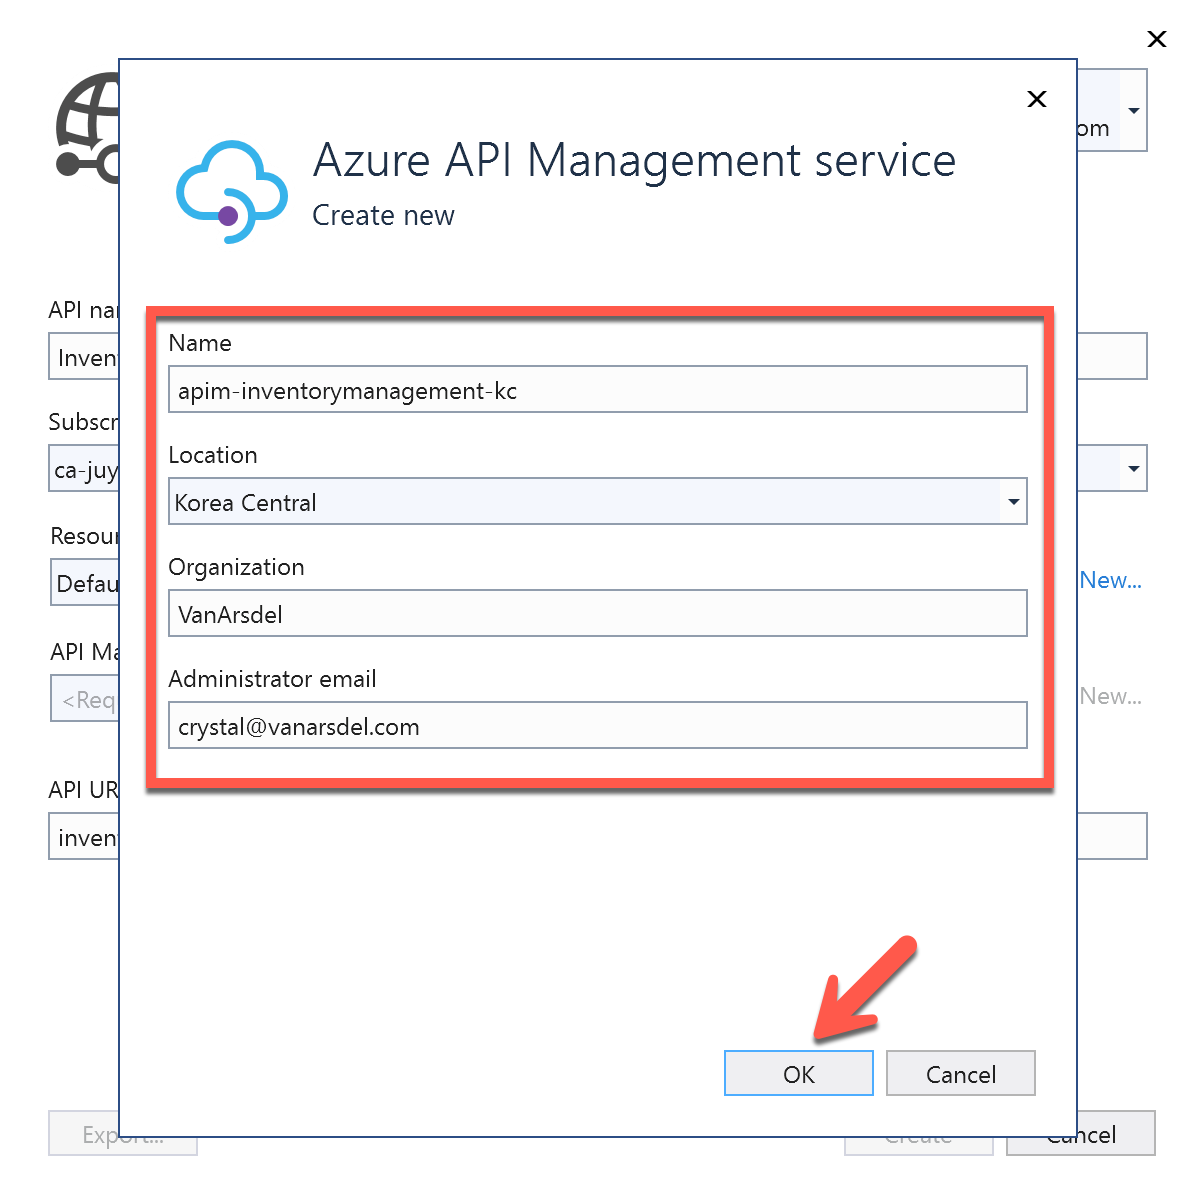 om
Azure API Management service
Create new
API nar
Name
Inven
apim-inventorymanagement-kc
Subscr
Location
ca-juy
Korea Central
Resour
Organization
Defau
VanArsdel
New...
API Ma
Administrator email
<Req
crystal@vanarsdel.com
New...
API UR
inven
OK
Cancel
Export...
Create
Cancel